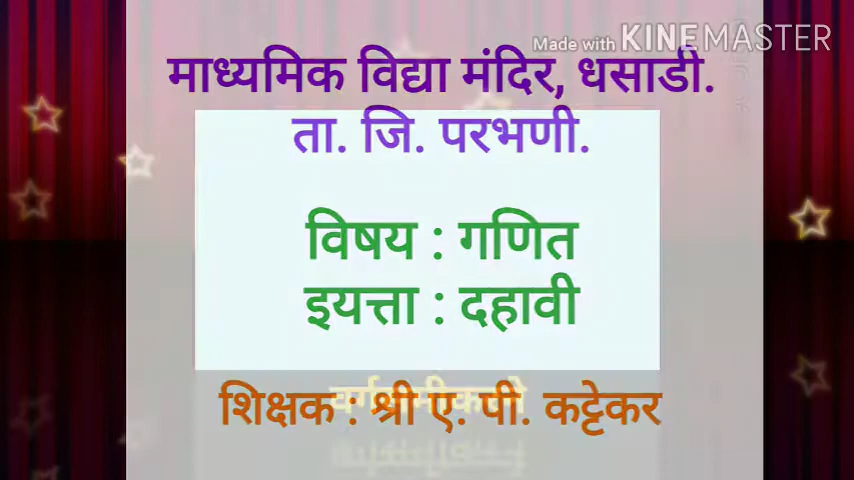 Made with KINEMASTER
माध्यमिक विद्या मंदिर, धसाडी.
ता. जि. परभणी.
विषय : गणित
इयत्ता : दहावी
शिक्षक : श्री ए. पी. कट्टेकर